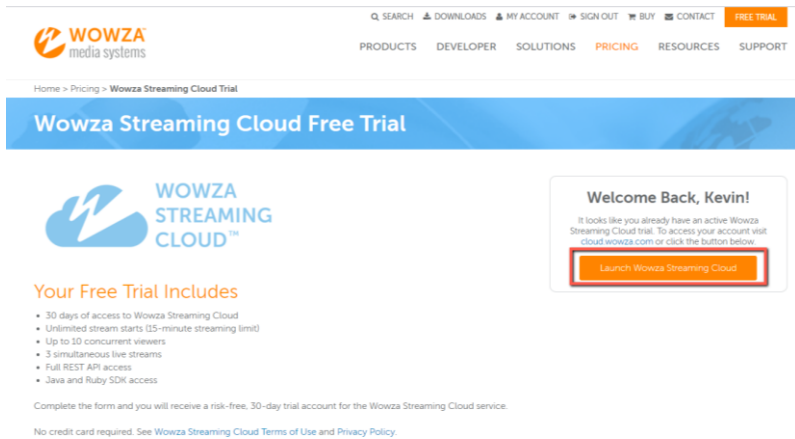 SEARCH DOWNLOADS MY ACCOUNT SIGN OUT BUY CONTACT FREE TRIAL
WOWZA
media systems
PRODUCTS DEVELOPER SOLUTIONS PRICING RESOURCES SUPPORT
Home > Pricing > Wowza Streaming Cloud Trial
Wowza Streaming Cloud Free Trial
WOWZA
STREAMING
CLOUD™
Welcome Back, Kevin!
It looks like you already have an active Wowza
Streaming Cloud trial. To access your account visit
cloud.wowza.com or click the button below
Launch Wowza Streaming Cloud
Your Free Trial Includes
• 30 days of access to Wowza Streaming Cloud
• Unlimited stream starts (15-minute streaming limit)
• Up to 10 concurrent viewers
• 3 simultaneous live streams
• Full REST API access
• Java and Ruby SDK access
Complete the form and you will receive a risk-free, 30-day trial account for the Wowza Streaming Cloud service.
No credit card required. See Wowza Streaming Cloud Terms of Use and Privacy Policy.